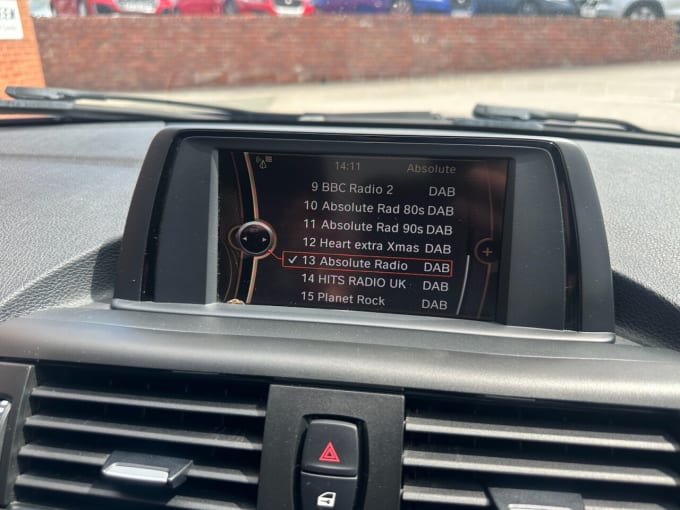 14:11 Absolute
9 BBC Radio 2 DAB
10 Absolute Rad 80s DAB
11 Absolute Rad 90s DAB
12 Heart extra Xmas DAB
✓ 13 Absolute Radio DAB
14 HITS RADIO UK DAB
15 Planet Rock DAB